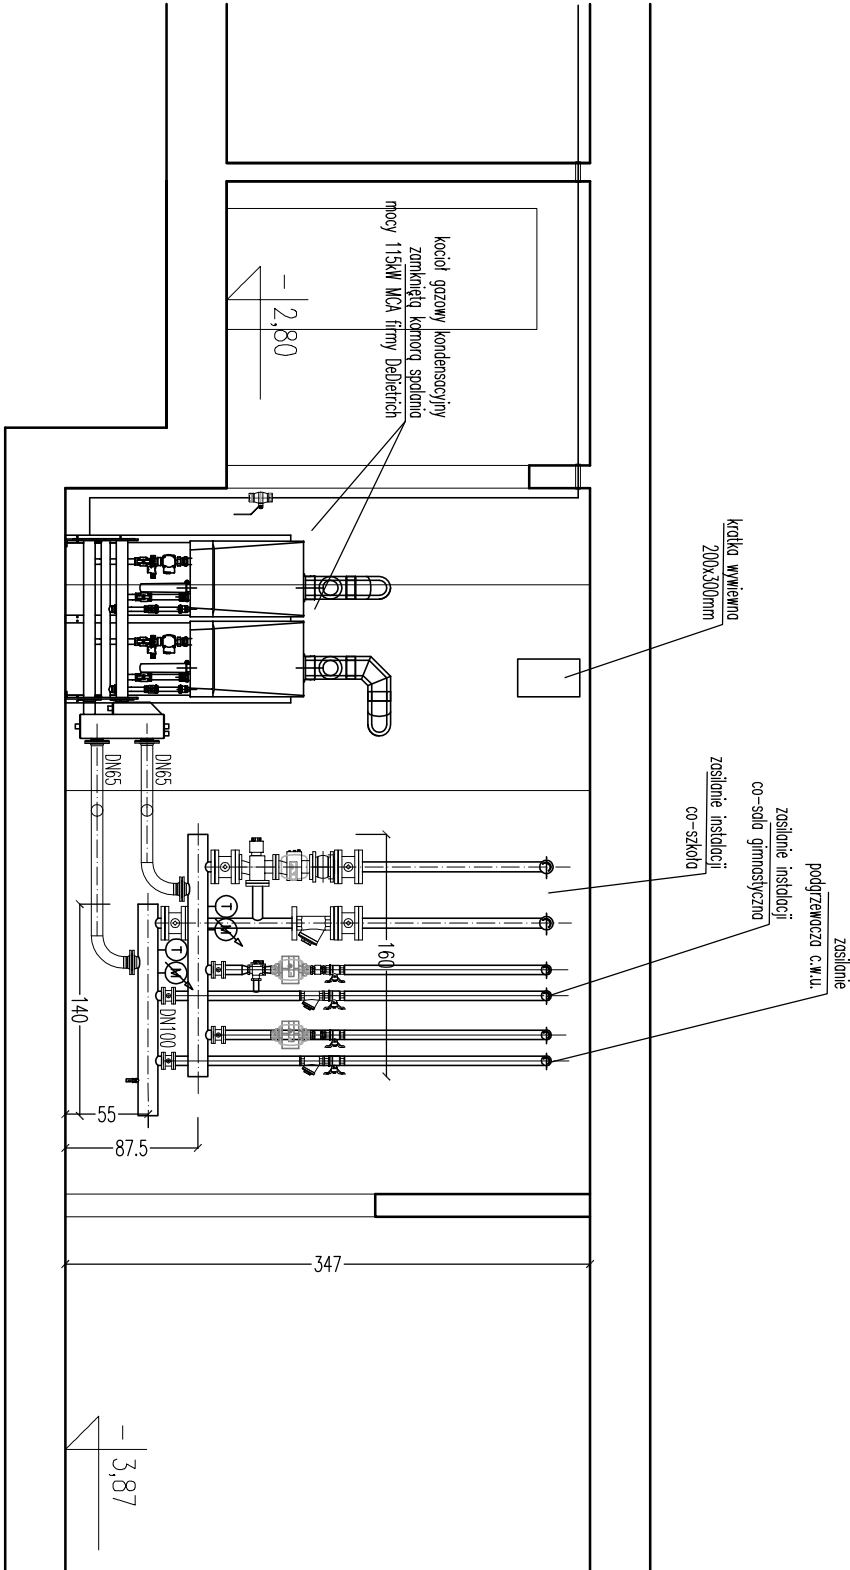 kocioł gazowy kondensacyjny
zamkniętą komorą spalania
mocy 115kW MCA firmy DeDietrich
- 2,80
kratka wywiewna
200x300mm
zasilanie instalacji
co-szkoła
zasilanie instalacji
co-sala gimnastyczna
zasilanie
podgrzewacza c.w.u.
DN65
DN65
T
M
T
M
DN100
160
140
55
87.5
347
- 3,87